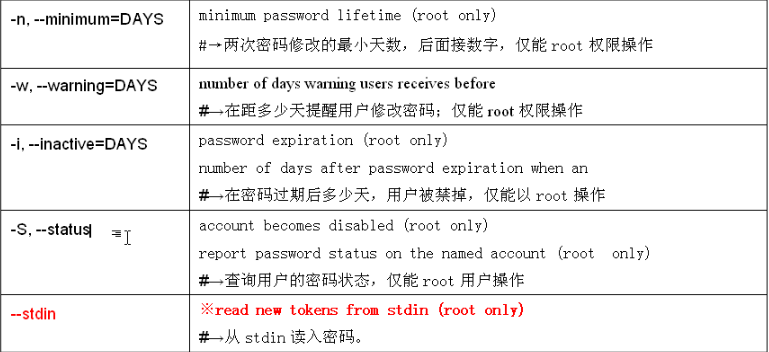 -n, --minimum=DAYS
minimum password lifetime (root only)
#→两次密码修改的最小天数，后面接数字，仅能 root 权限操作
-w, --warning=DAYS
number of days warning users receives before
#→在距多少天提醒用户修改密码；仅能 root 权限操作
-i, --inactive=DAYS
password expiration (root only)
number of days after password expiration when an
#→在密码过期后多少天，用户被禁掉，仅能以 root 操作
-S, --status
account becomes disabled (root only)
report password status on the named account (root only)
#→查询用户的密码状态，仅能 root 用户操作
--stdin
※read new tokens from stdin (root only)
#→从 stdin 读入密码。